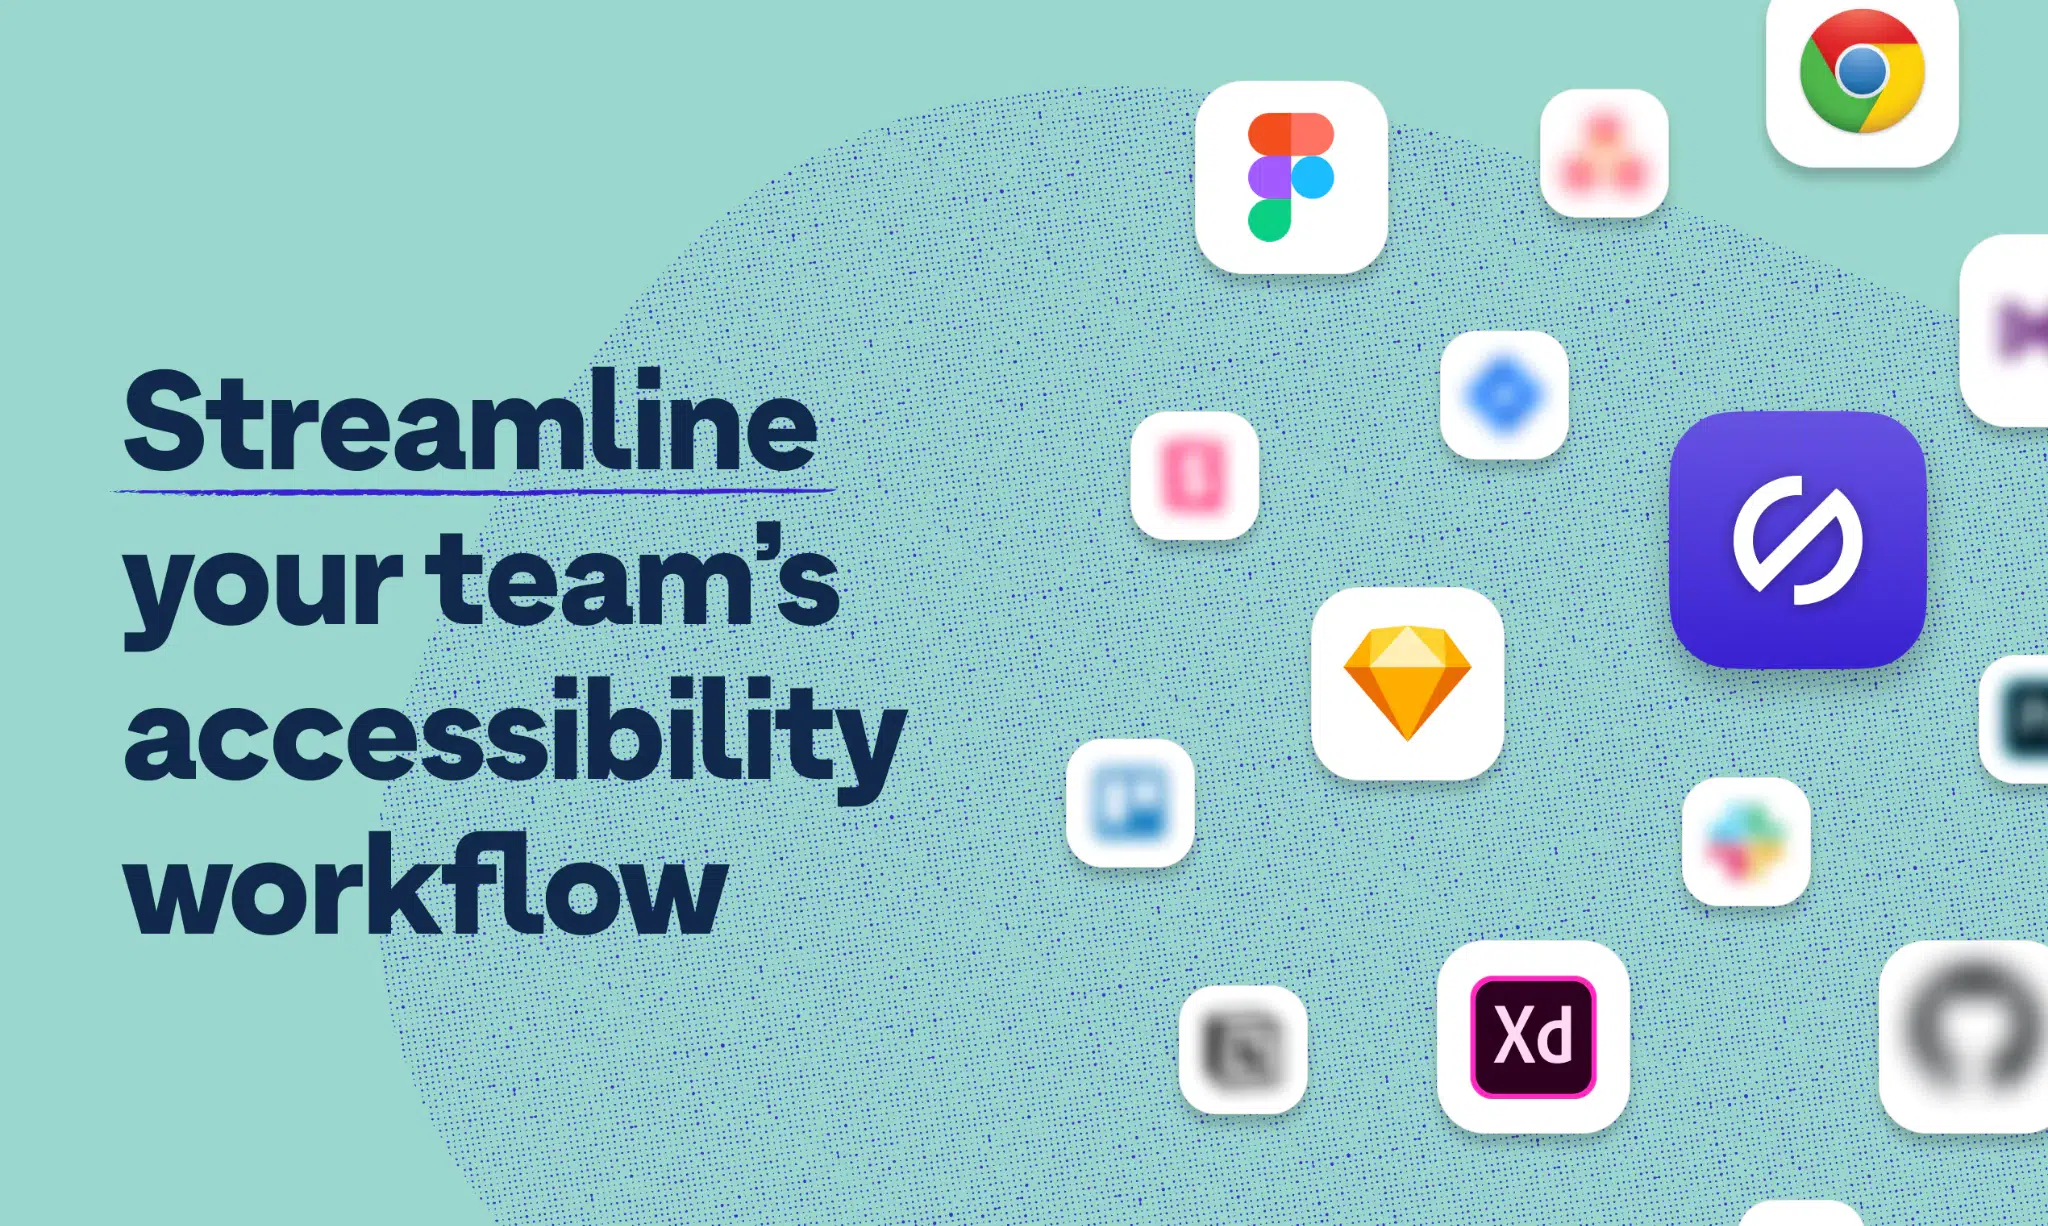 Streamline
your team’s
accessibility
workflow
Xd